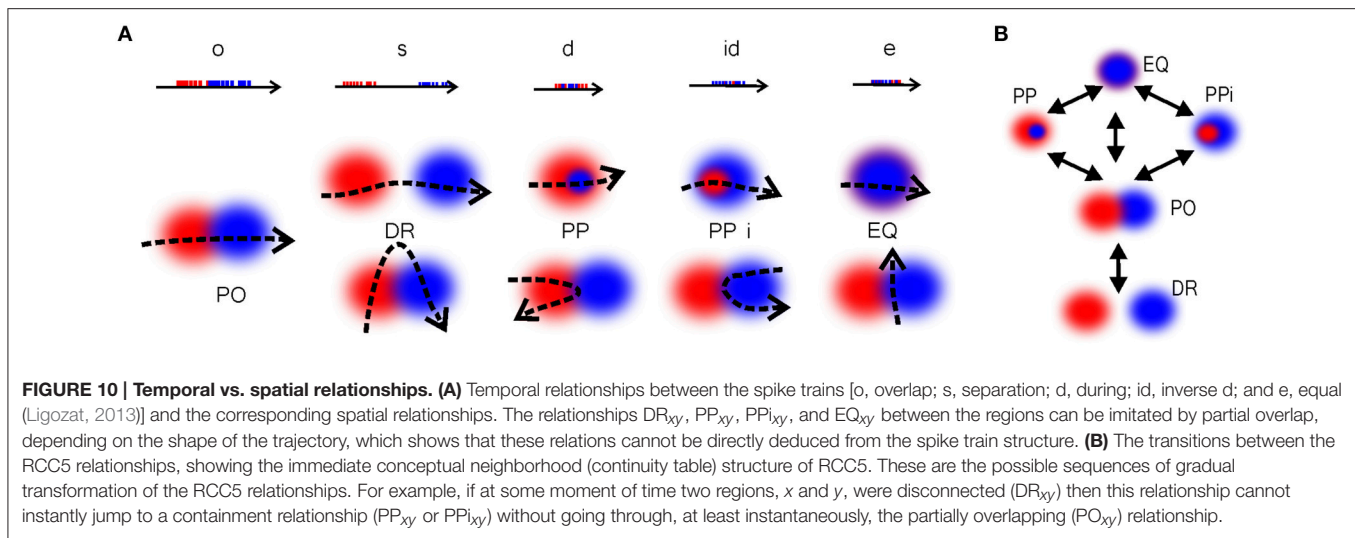 A
o s d id e
PO
DR
PP
PP i
EQ
B
EQ
PP
PPi
PO
DR
FIGURE 10 | Temporal vs. spatial relationships. (A) Temporal relationships between the spike trains [o, overlap; s, separation; d, during; id, inverse d; and e, equal
(Ligozat, 2013)] and the corresponding spatial relationships. The relationships DRxy, PPxy, PPixy, and EQxy between the regions can be imitated by partial overlap,
depending on the shape of the trajectory, which shows that these relations cannot be directly deduced from the spike train structure. (B) The transitions between the
RCC5 relationships, showing the immediate conceptual neighborhood (continuity table) structure of RCC5. These are the possible sequences of gradual
transformation of the RCC5 relationships. For example, if at some moment of time two regions, x and y, were disconnected (DRxy) then this relationship cannot
instantly jump to a containment relationship (PPxy or PPixy) without going through, at least instantaneously, the partially overlapping (POxy) relationship.